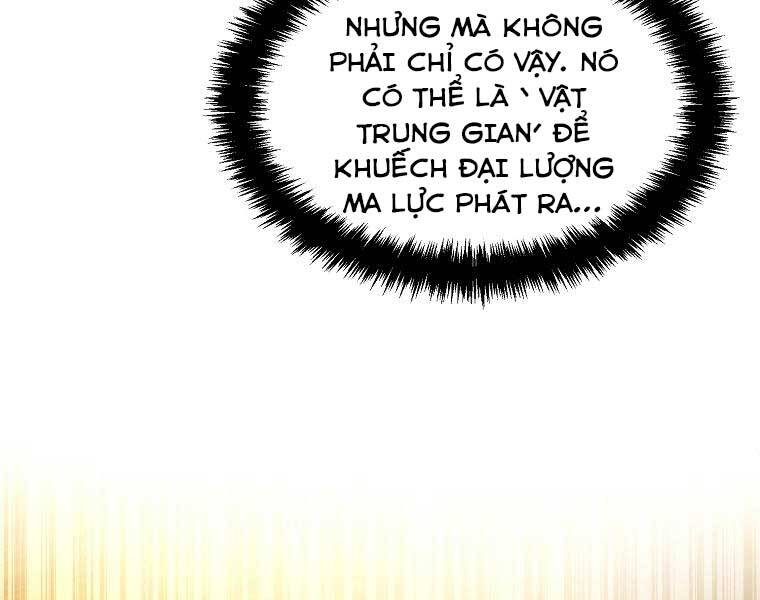 NHƯNG MÀ KHÔNG
PHẢI CHỈ CÓ VẬY. NÓ
CÓ THỂ LÀ ‵ VẬT
TRUNG GIAN′ ĐỂ
KHUẾCH ĐẠI LƯỢNG
MA LỰC PHÁT RA...